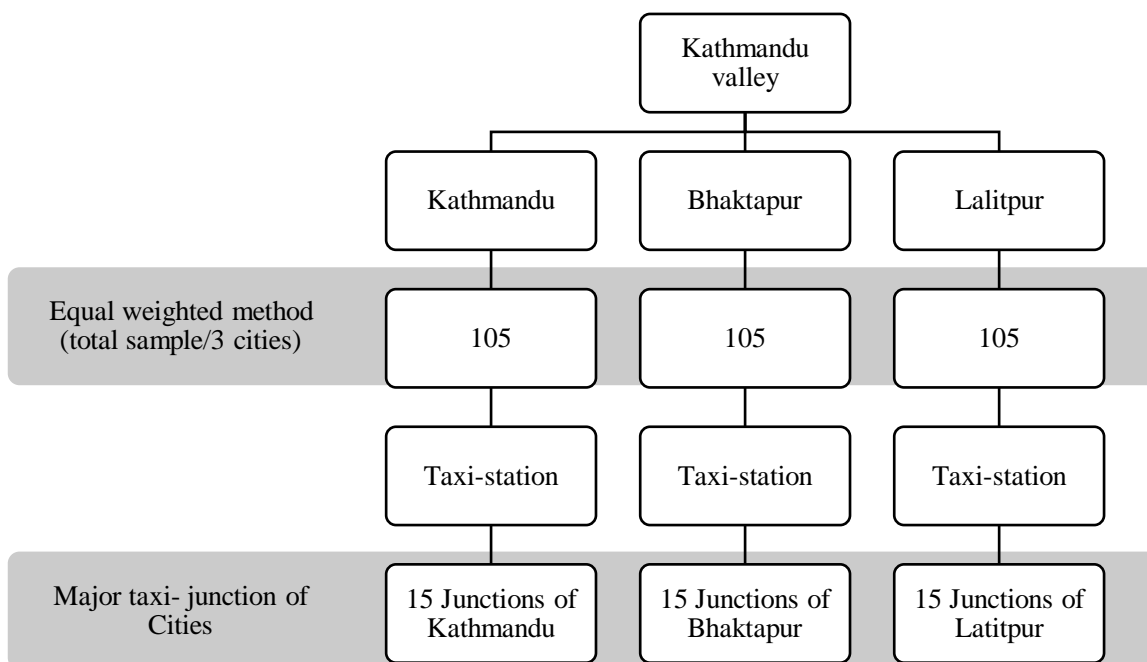 Kathmandu
valley
Kathmandu
Bhaktapur
Lalitpur
Equal weighted method
(total sample/3 cities)
105
105
105
Taxi-station
Taxi-station
Taxi-station
Major taxi- junction of
Cities
15 Junctions of
Kathmandu
15 Junctions of
Bhaktapur
15 Junctions of
Latitpur